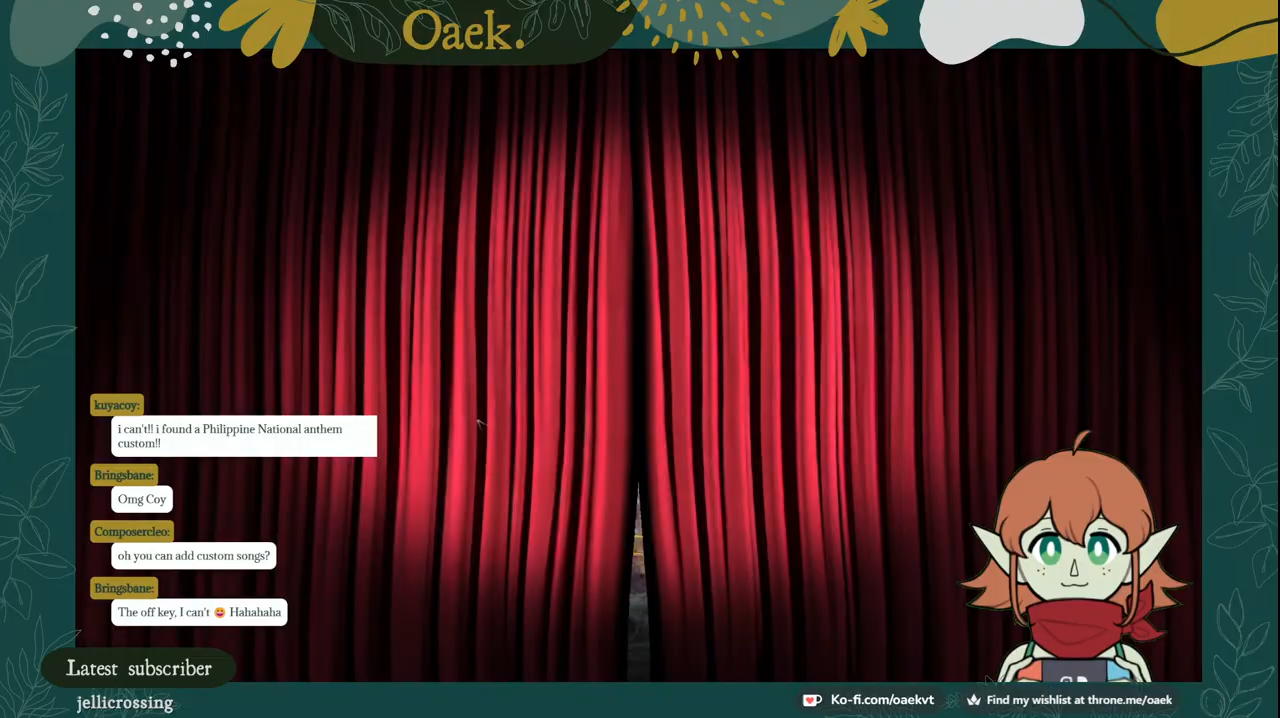 Oaek.
kuyacoy:
i can't!! i found a Philippine National anthem
custom!!
Bringsbane:
Omg Coy
Composercleo:
oh you can add custom songs?
Bringsbane:
The off key, I can't 😀 Hahahaha
Latest subscriber
jellicrossing
Ko-fi.com/oaekvt
Find my wishlist at throne.me/oaek